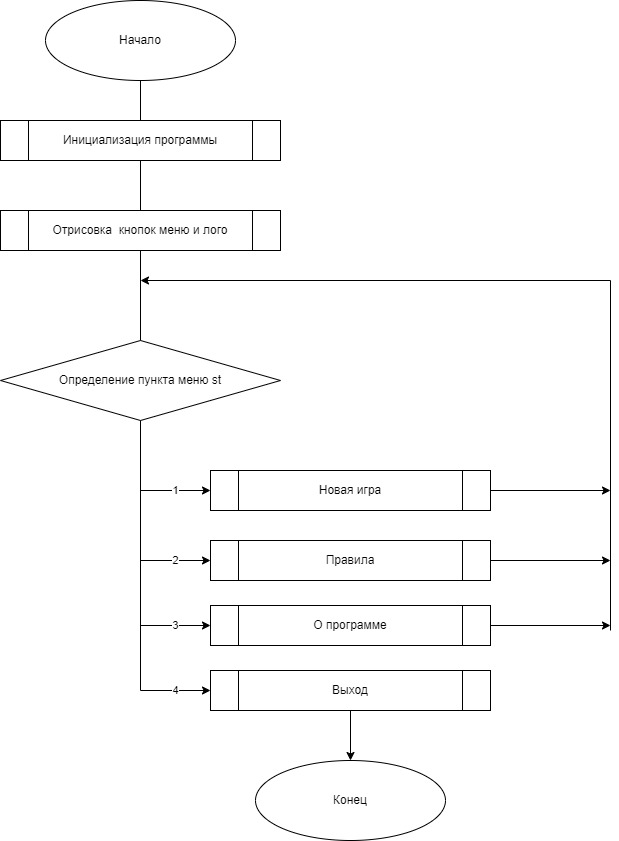 Начало
Инициализация программы
Отрисовка кнопок меню и лого
Определение пункта меню st
1
Новая игра
2
Правила
3
О программе
4
Выход
Конец